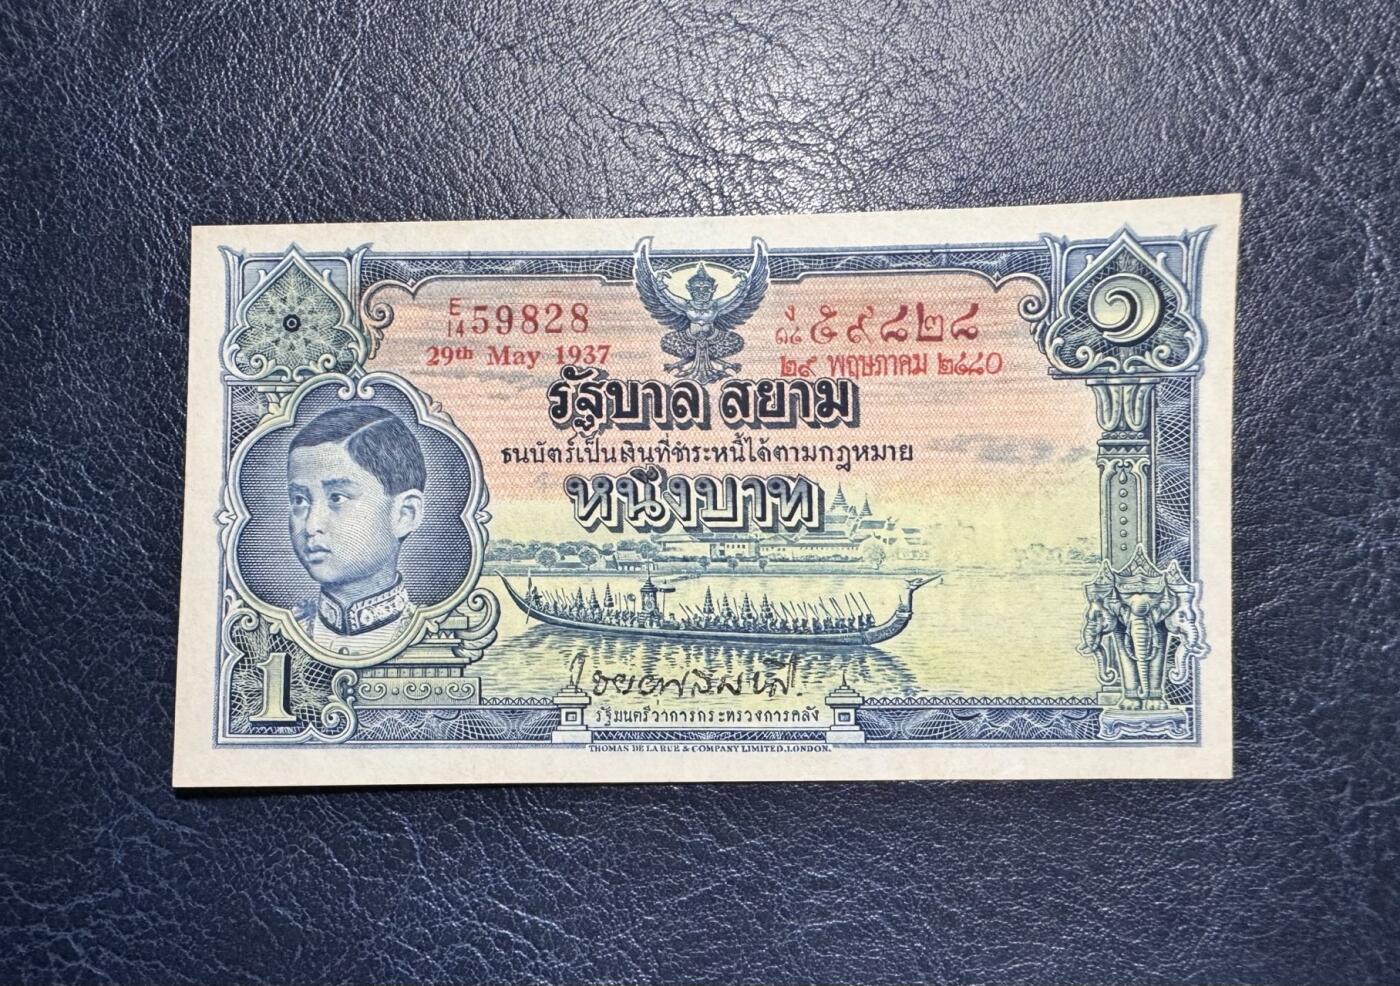 E/14 59828
๘๔ ๕๙๘๒๘
29th May 1937
๒๙ พฤษภาคม ๒๔๘๐
รัฐบาล สยาม
ธนบัตร์เป็นเงินที่ชำระหนี้ได้ตามกฎหมาย
หนึ่งบาท
๑
1
รัฐมนตรีว่าการกระทรวงการคลัง
THOMAS DE LA RUE & COMPANY LIMITED, LONDON.